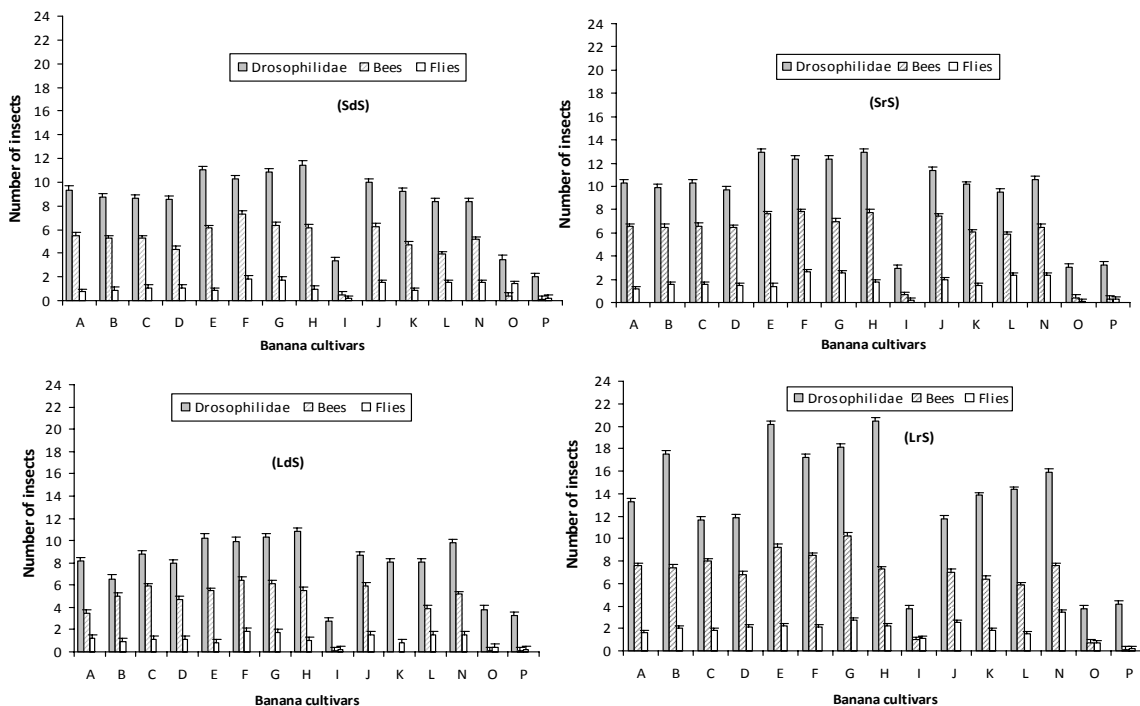 24
22
20
18
16
14
12
10
8
6
4
2
0
Number of insects
Drosophilidae Bees Flies
(SdS)
A B C D E F G H I J K L N O P
Banana cultivars
24
22
20
18
16
14
12
10
8
6
4
2
0
Number of insects
Drosophilidae Bees Flies
(SrS)
A B C D E F G H I J K L N O P
Banana cultivars
24
22
20
18
16
14
12
10
8
6
4
2
0
Number of insects
Drosophilidae Bees Flies
(LdS)
A B C D E F G H I J K L N O P
Banana cultivars
24
22
20
18
16
14
12
10
8
6
4
2
0
Number of insects
Drosophilidae Bees Flies
(LrS)
A B C D E F G H I J K L N O P
Banana cultivars